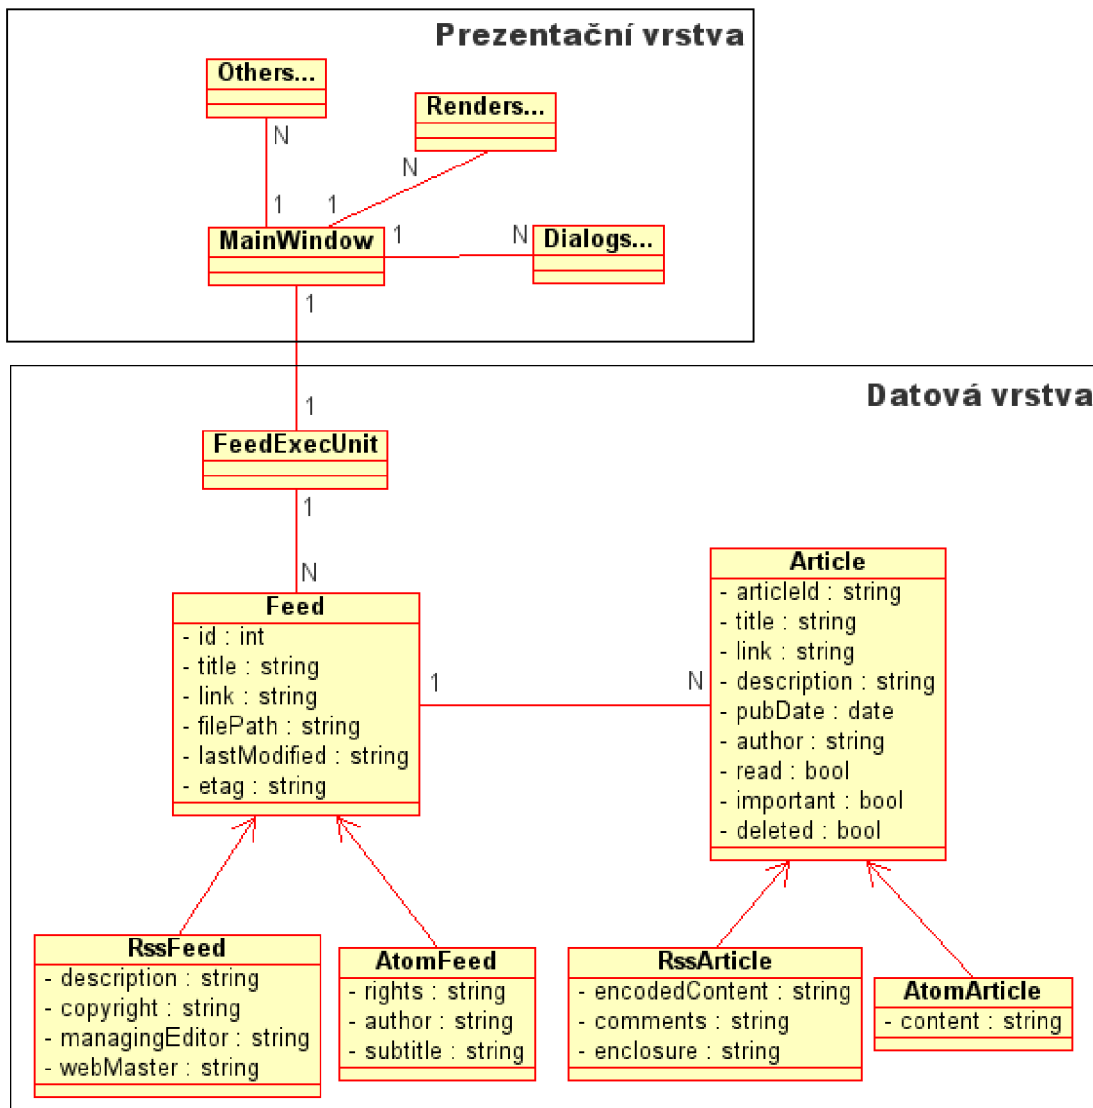 Prezentační vrstva
Others...
Renders...
N
N
1
1
MainWindow
1
N
Dialogs...
1
Datová vrstva
1
FeedExecUnit
1
N
Feed
- id : int
- title : string
- link : string
- filePath : string
- lastModified : string
- etag : string
1
N
Article
- articleId : string
- title : string
- link : string
- description : string
- pubDate : date
- author : string
- read : bool
- important : bool
- deleted : bool
RssFeed
- description : string
- copyright : string
- managingEditor : string
- webMaster : string
AtomFeed
- rights : string
- author : string
- subtitle : string
RssArticle
- encodedContent : string
- comments : string
- enclosure : string
AtomArticle
- content : string